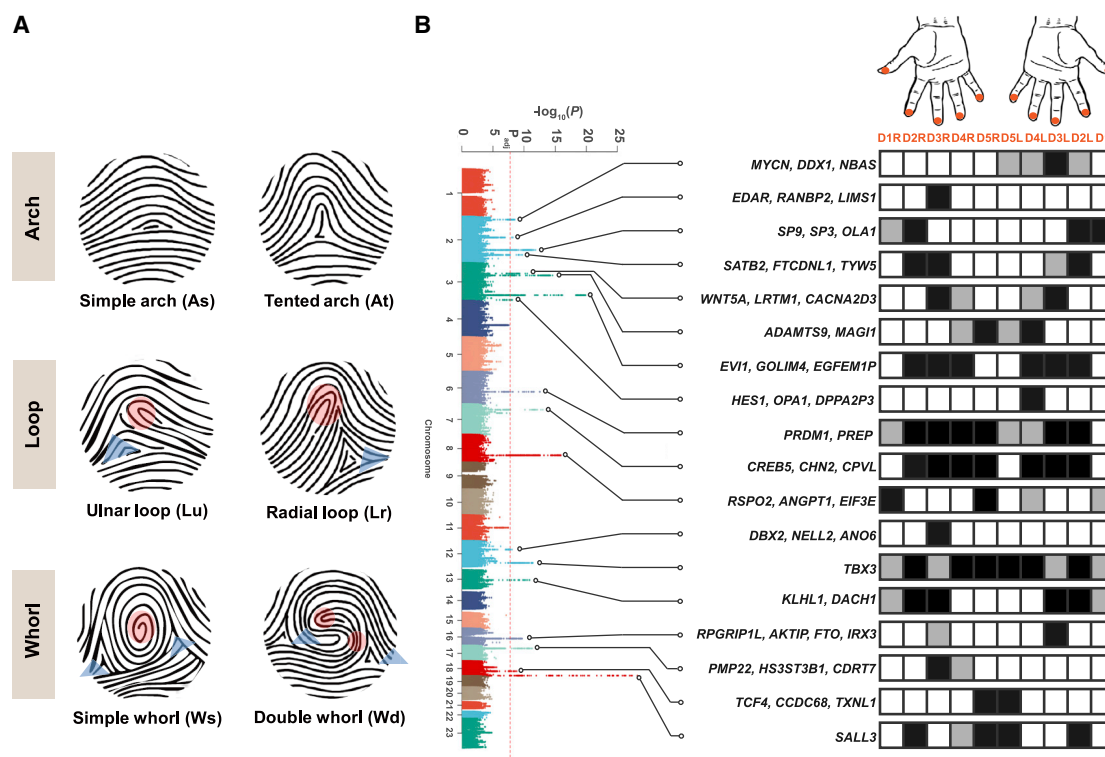 A
B
Arch
Simple arch (As)
Tented arch (At)
Loop
Ulnar loop (Lu)
Radial loop (Lr)
Whorl
Simple whorl (Ws)
Double whorl (Wd)
-log10(P)
0 5 10 15 20 25
Padj
Chromosome
1
2
3
4
5
6
7
8
9
10
11
12
13
14
15
16
17
18
19
20
21
22
23
D1R D2R D3R D4R D5R D5L D4L D3L D2L D
MYCN, DDX1, NBAS
EDAR, RANBP2, LIMS1
SP9, SP3, OLA1
SATB2, FTCDNL1, TYW5
WNT5A, LRTM1, CACNA2D3
ADAMTS9, MAGI1
EVI1, GOLIM4, EGFEM1P
HES1, OPA1, DPPA2P3
PRDM1, PREP
CREB5, CHN2, CPVL
RSPO2, ANGPT1, EIF3E
DBX2, NELL2, ANO6
TBX3
KLHL1, DACH1
RPGRIP1L, AKTIP, FTO, IRX3
PMP22, HS3ST3B1, CDRT7
TCF4, CCDC68, TXNL1
SALL3